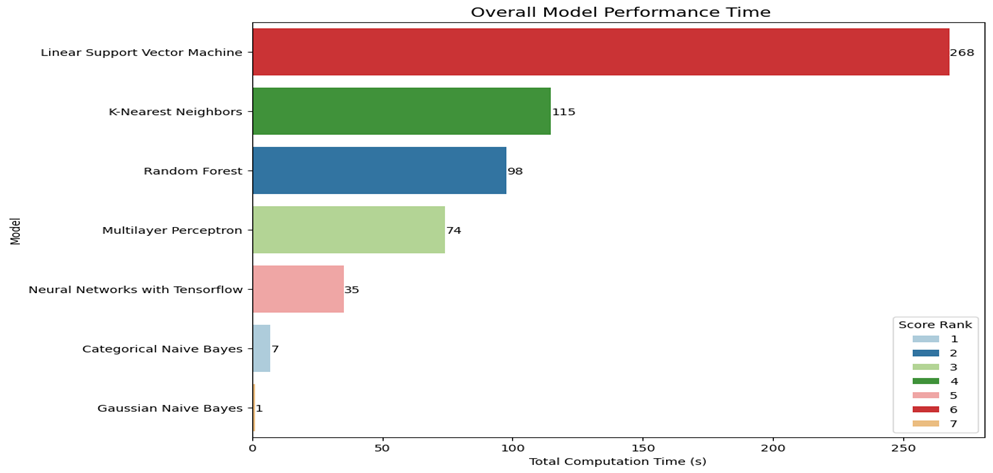 Overall Model Performance Time
Model
Linear Support Vector Machine
268
K-Nearest Neighbors
115
Random Forest
98
Multilayer Perceptron
74
Neural Networks with Tensorflow
35
Categorical Naive Bayes
7
Gaussian Naive Bayes
1
Score Rank
1
2
3
4
5
6
7
0 50 100 150 200 250
Total Computation Time (s)